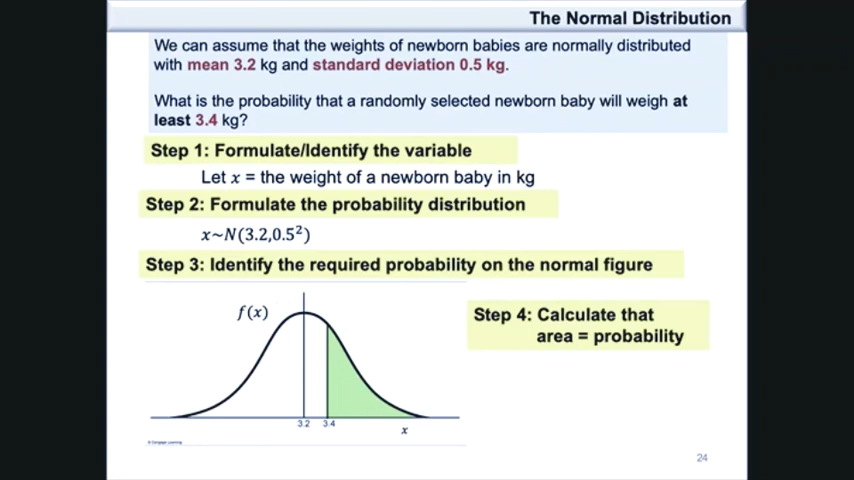 The Normal Distribution
We can assume that the weights of newborn babies are normally distributed
with mean 3.2 kg and standard deviation 0.5 kg.
What is the probability that a randomly selected newborn baby will weigh at
least 3.4 kg?
Step 1: Formulate/Identify the variable
Let x = the weight of a newborn baby in kg
Step 2: Formulate the probability distribution
x~N(3.2,0.5²)
Step 3: Identify the required probability on the normal figure
f(x)
Step 4: Calculate that
area = probability
3.2 3.4
x
© Cengage Learning
24